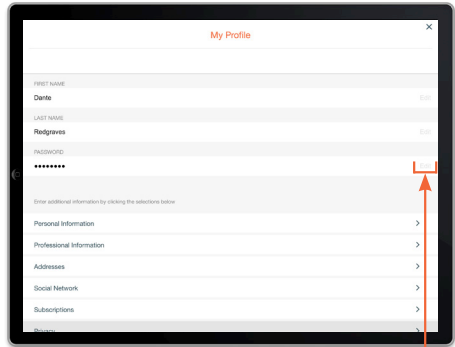 My Profile
×
FIRST NAME
Dante
Edit
LAST NAME
Redgraves
Edit
PASSWORD
••••••••
Edit
Enter additional information by clicking the selections below
Personal Information
Professional Information
Addresses
Social Network
Subscriptions
Privacy